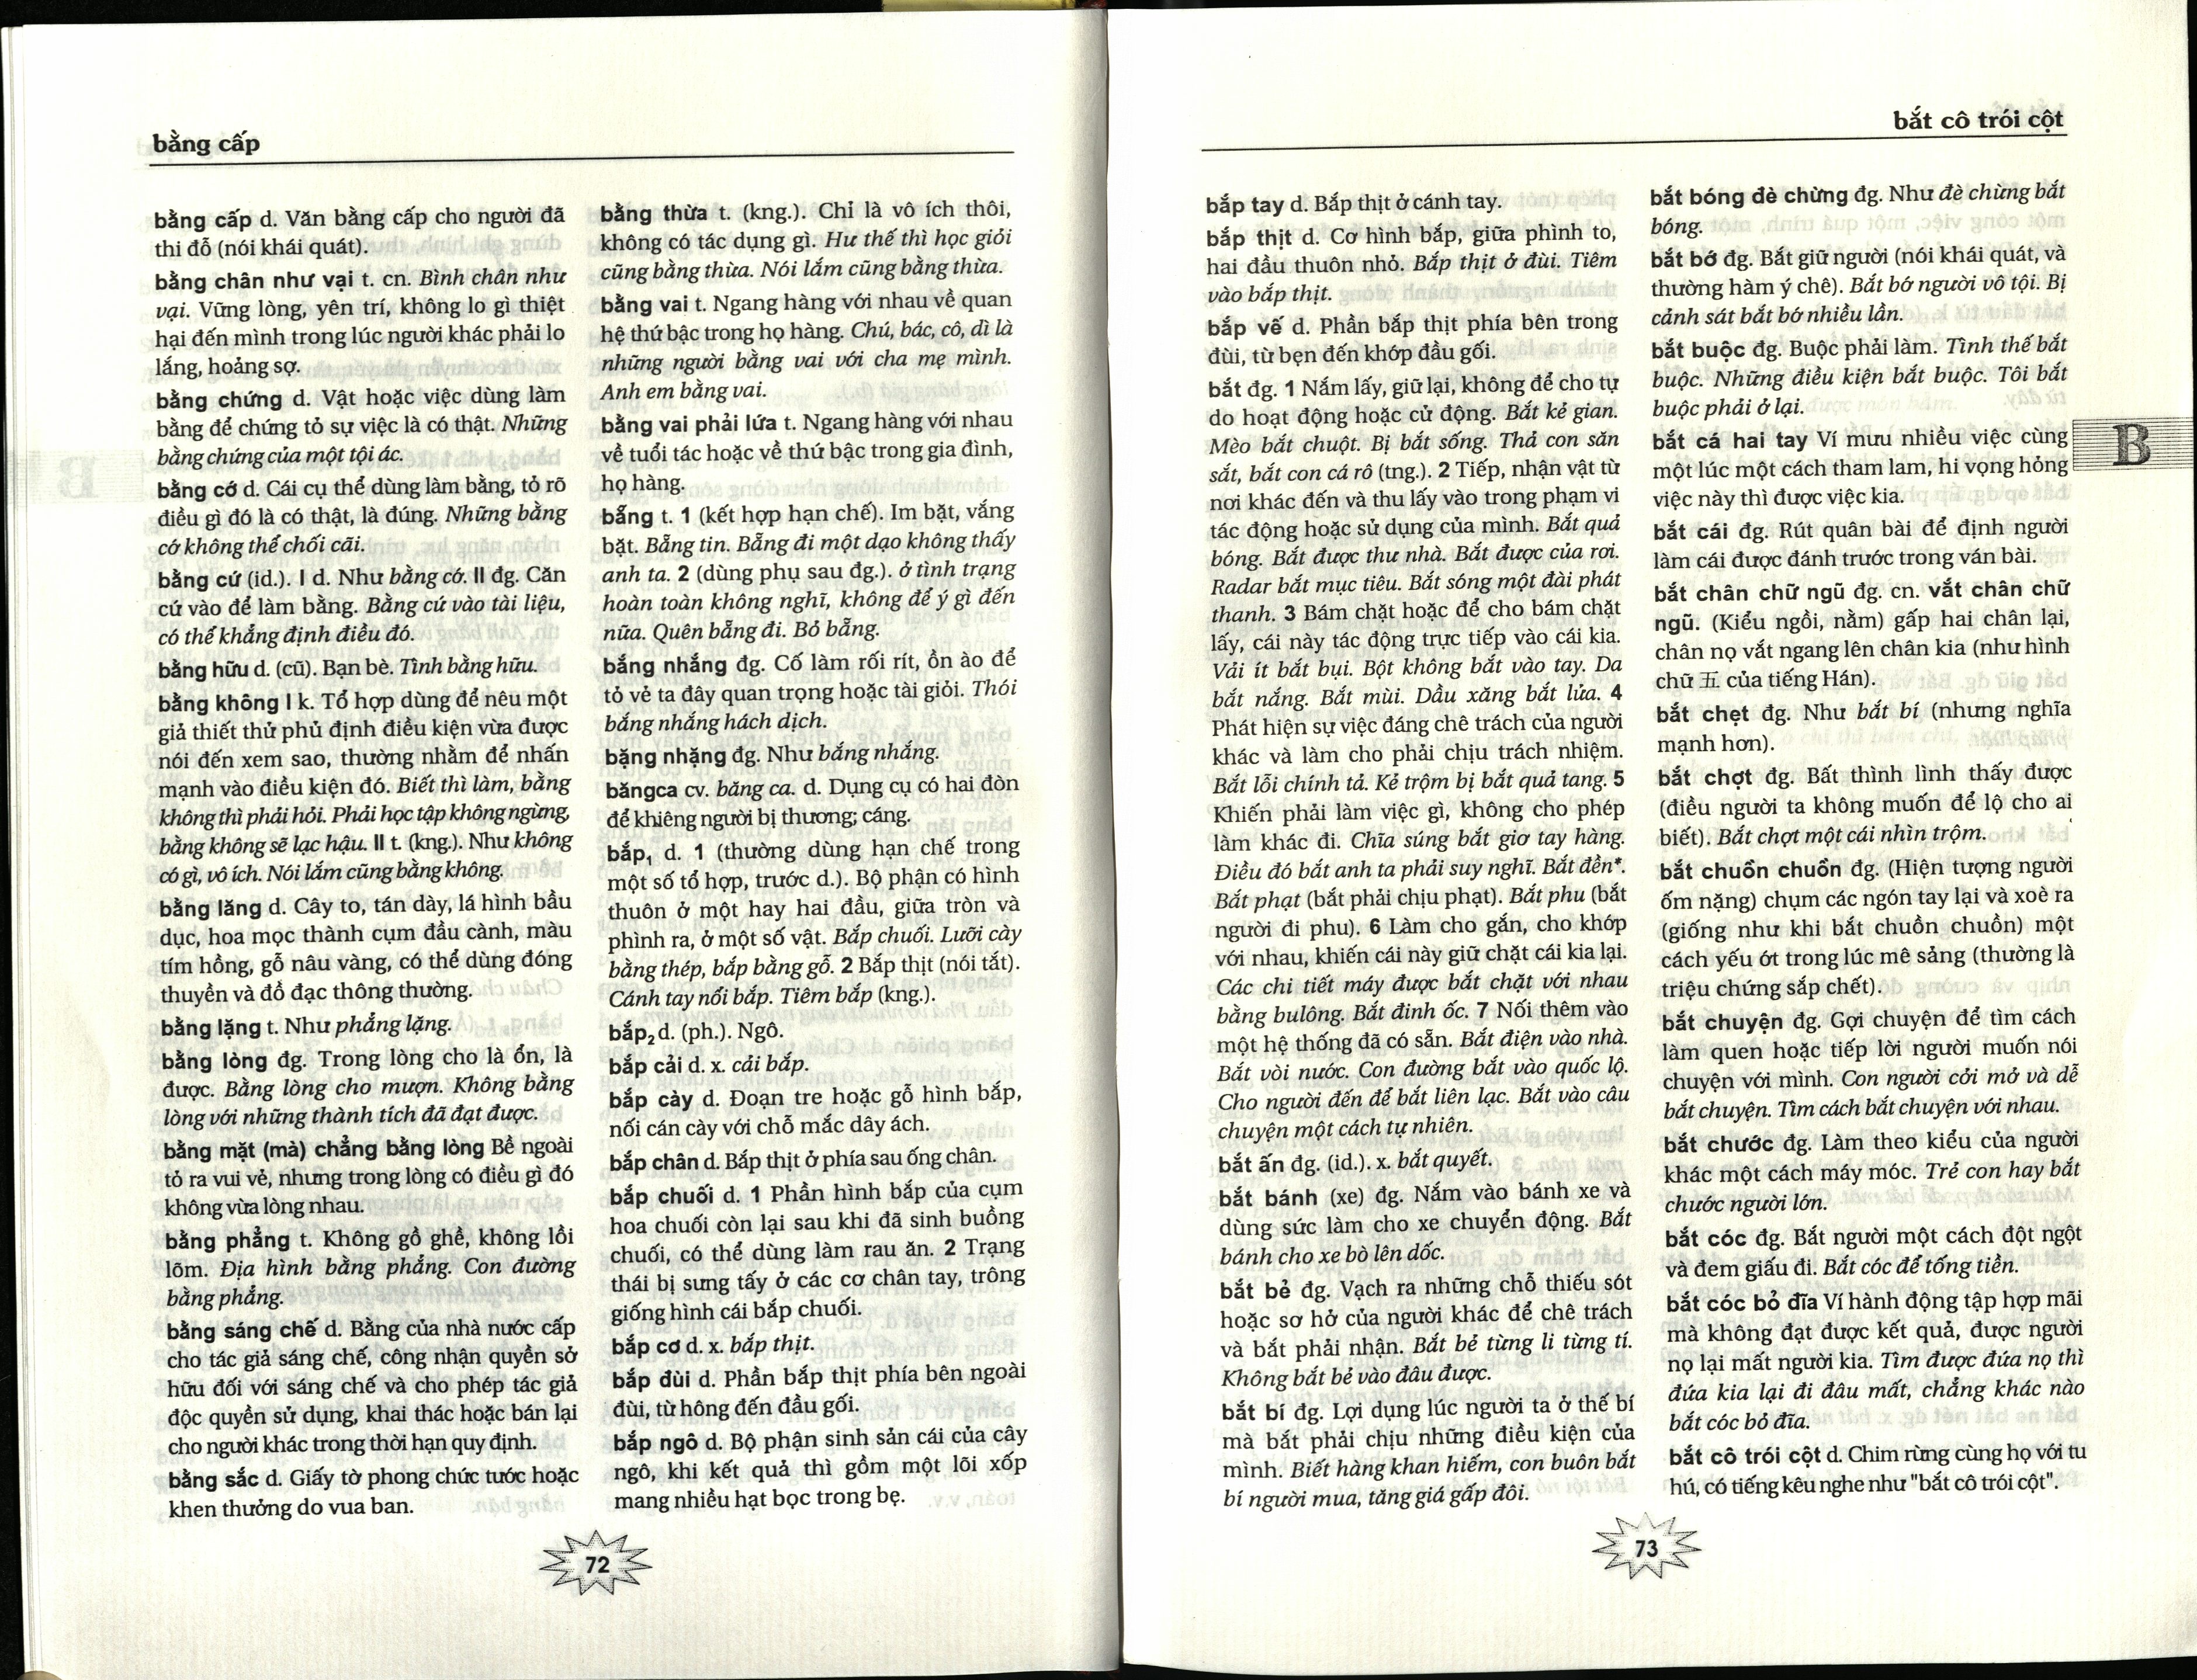 bằng cấp
bằng cấp d. Văn bằng cấp cho người đã
thi đỗ (nói khái quát).
bằng chân như vại t. cn. Bình chân như
vại. Vững lòng, yên trí, không lo gì thiệt
hại đến mình trong lúc người khác phải lo
lắng, hoảng sợ.
bằng chứng d. Vật hoặc việc dùng làm
bằng để chứng tỏ sự việc là có thật. Những
bằng chứng của một tội ác.
bằng cớ d. Cái cụ thể dùng làm bằng, tỏ rõ
điều gì đó là có thật, là đúng. Những bằng
cớ không thể chối cãi.
bằng cứ (id.). I d. Như bằng cớ. II đg. Căn
cứ vào để làm bằng. Bằng cứ vào tài liệu,
có thể khẳng định điều đó.
bằng hữu d. (cũ). Bạn bè. Tình bằng hữu.
bằng không I k. Tổ hợp dùng để nêu một
giả thiết thử phủ định điều kiện vừa được
nói đến xem sao, thường nhằm để nhấn
mạnh vào điều kiện đó. Biết thì làm, bằng
không thì phải hỏi. Phải học tập không ngừng,
bằng không sẽ lạc hậu. II t. (kng.). Như không
có gì, vô ích. Nói lắm cũng bằng không.
bằng lăng d. Cây to, tán dày, lá hình bầu
dục, hoa mọc thành cụm đầu cành, màu
tím hồng, gỗ nâu vàng, có thể dùng đóng
thuyền và đồ đạc thông thường.
bằng lặng t. Như phẳng lặng.
bằng lòng đg. Trong lòng cho là ổn, là
được. Bằng lòng cho mượn. Không bằng
lòng với những thành tích đã đạt được.
bằng mặt (mà) chẳng bằng lòng Bề ngoài
tỏ ra vui vẻ, nhưng trong lòng có điều gì đó
không vừa lòng nhau.
bằng phẳng t. Không gồ ghề, không lồi
lõm. Địa hình bằng phẳng. Con đường
bằng phẳng.
bằng sáng chế d. Bằng của nhà nước cấp
cho tác giả sáng chế, công nhận quyền sở
hữu đối với sáng chế và cho phép tác giả
độc quyền sử dụng, khai thác hoặc bán lại
cho người khác trong thời hạn quy định.
bằng sắc d. Giấy tờ phong chức tước hoặc
khen thưởng do vua ban.
bằng thừa t. (kng.). Chỉ là vô ích thôi,
không có tác dụng gì. Hư thế thì học giỏi
cũng bằng thừa. Nói lắm cũng bằng thừa.
bằng vai t. Ngang hàng với nhau về quan
hệ thứ bậc trong họ hàng. Chú, bác, cô, dì là
những người bằng vai với cha mẹ mình.
Anh em bằng vai.
bằng vai phải lứa t. Ngang hàng với nhau
về tuổi tác hoặc về thứ bậc trong gia đình,
họ hàng.
bẵng t. 1 (kết hợp hạn chế). Im bặt, vắng
bặt. Bẵng tin. Bẵng đi một dạo không thấy
anh ta. 2 (dùng phụ sau đg.). ở tình trạng
hoàn toàn không nghĩ, không để ý gì đến
nữa. Quên bẵng đi. Bỏ bẵng.
bắng nhắng đg. Cố làm rối rít, ồn ào để
tỏ vẻ ta đây quan trọng hoặc tài giỏi. Thói
bắng nhắng hách dịch.
bặng nhặng đg. Như bắng nhắng.
băngca cv. băng ca. d. Dụng cụ có hai đòn
để khiêng người bị thương; cáng.
bắp1 d. 1 (thường dùng hạn chế trong
một số tổ hợp, trước d.). Bộ phận có hình
thuôn ở một hay hai đầu, giữa tròn và
phình ra, ở một số vật. Bắp chuối. Lưỡi cày
bằng thép, bắp bằng gỗ. 2 Bắp thịt (nói tắt).
Cánh tay nổi bắp. Tiêm bắp (kng.).
bắp2 d. (ph.). Ngô.
bắp cải d. x. cải bắp.
bắp cày d. Đoạn tre hoặc gỗ hình bắp,
nối cán cày với chỗ mắc dây ách.
bắp chân d. Bắp thịt ở phía sau ống chân.
bắp chuối d. 1 Phần hình bắp của cụm
hoa chuối còn lại sau khi đã sinh buồng
chuối, có thể dùng làm rau ăn. 2 Trạng
thái bị sưng tấy ở các cơ chân tay, trông
giống hình cái bắp chuối.
bắp cơ d. x. bắp thịt.
bắp đùi d. Phần bắp thịt phía bên ngoài
đùi, từ hông đến đầu gối.
bắp ngô d. Bộ phận sinh sản cái của cây
ngô, khi kết quả thì gồm một lõi xốp
mang nhiều hạt bọc trong bẹ.
72
bắt cô trói cột
bắp tay d. Bắp thịt ở cánh tay.
bắp thịt d. Cơ hình bắp, giữa phình to,
hai đầu thuôn nhỏ. Bắp thịt ở đùi. Tiêm
vào bắp thịt.
bắp vế d. Phần bắp thịt phía bên trong
đùi, từ bẹn đến khớp đầu gối.
bắt đg. 1 Nắm lấy, giữ lại, không để cho tự
do hoạt động hoặc cử động. Bắt kẻ gian.
Mèo bắt chuột. Bị bắt sống. Thả con săn
sắt, bắt con cá rô (tng.). 2 Tiếp, nhận vật từ
nơi khác đến và thu lấy vào trong phạm vi
tác động hoặc sử dụng của mình. Bắt quả
bóng. Bắt được thư nhà. Bắt được của rơi.
Radar bắt mục tiêu. Bắt sóng một đài phát
thanh. 3 Bám chặt hoặc để cho bám chặt
lấy, cái này tác động trực tiếp vào cái kia.
Vải ít bắt bụi. Bột không bắt vào tay. Da
bắt nắng. Bắt mùi. Dầu xăng bắt lửa. 4
Phát hiện sự việc đáng chê trách của người
khác và làm cho phải chịu trách nhiệm.
Bắt lỗi chính tả. Kẻ trộm bị bắt quả tang. 5
Khiến phải làm việc gì, không cho phép
làm khác đi. Chĩa súng bắt giơ tay hàng.
Điều đó bắt anh ta phải suy nghĩ. Bắt đền*.
Bắt phạt (bắt phải chịu phạt). Bắt phu (bắt
người đi phu). 6 Làm cho gắn, cho khớp
với nhau, khiến cái này giữ chặt cái kia lại.
Các chi tiết máy được bắt chặt với nhau
bằng bulông. Bắt đinh ốc. 7 Nối thêm vào
một hệ thống đã có sẵn. Bắt điện vào nhà.
Bắt vòi nước. Con đường bắt vào quốc lộ.
Cho người đến để bắt liên lạc. Bắt vào câu
chuyện một cách tự nhiên.
bắt ấn đg. (id.). x. bắt quyết.
bắt bánh (xe) đg. Nắm vào bánh xe và
dùng sức làm cho xe chuyển động. Bắt
bánh cho xe bò lên dốc.
bắt bẻ đg. Vạch ra những chỗ thiếu sót
hoặc sơ hở của người khác để chê trách
và bắt phải nhận. Bắt bẻ từng li từng tí.
Không bắt bẻ vào đâu được.
bắt bí đg. Lợi dụng lúc người ta ở thế bí
mà bắt phải chịu những điều kiện của
mình. Biết hàng khan hiếm, con buôn bắt
bí người mua, tăng giá gấp đôi.
bắt bóng đè chừng đg. Như đè chừng bắt
bóng.
bắt bớ đg. Bắt giữ người (nói khái quát, và
thường hàm ý chê). Bắt bớ người vô tội. Bị
cảnh sát bắt bớ nhiều lần.
bắt buộc đg. Buộc phải làm. Tình thế bắt
buộc. Những điều kiện bắt buộc. Tôi bắt
buộc phải ở lại.
bắt cá hai tay Ví mưu nhiều việc cùng
một lúc một cách tham lam, hi vọng hỏng
việc này thì được việc kia.
bắt cái đg. Rút quân bài để định người
làm cái được đánh trước trong ván bài.
bắt chân chữ ngũ đg. cn. vắt chân chữ
ngũ. (Kiểu ngồi, nằm) gấp hai chân lại,
chân nọ vắt ngang lên chân kia (như hình
chữ 五 của tiếng Hán).
bắt chẹt đg. Như bắt bí (nhưng nghĩa
mạnh hơn).
bắt chợt đg. Bất thình lình thấy được
(điều người ta không muốn để lộ cho ai
biết). Bắt chợt một cái nhìn trộm.
bắt chuồn chuồn đg. (Hiện tượng người
ốm nặng) chụm các ngón tay lại và xoè ra
(giống như khi bắt chuồn chuồn) một
cách yếu ớt trong lúc mê sảng (thường là
triệu chứng sắp chết).
bắt chuyện đg. Gợi chuyện để tìm cách
làm quen hoặc tiếp lời người muốn nói
chuyện với mình. Con người cởi mở và dễ
bắt chuyện. Tìm cách bắt chuyện với nhau.
bắt chước đg. Làm theo kiểu của người
khác một cách máy móc. Trẻ con hay bắt
chước người lớn.
bắt cóc đg. Bắt người một cách đột ngột
và đem giấu đi. Bắt cóc để tống tiền.
bắt cóc bỏ đĩa Ví hành động tập hợp mãi
mà không đạt được kết quả, được người
nọ lại mất người kia. Tìm được đứa nọ thì
đứa kia lại đi đâu mất, chẳng khác nào
bắt cóc bỏ đĩa.
bắt cô trói cột d. Chim rừng cùng họ với tu
hú, có tiếng kêu nghe như "bắt cô trói cột".
B
73